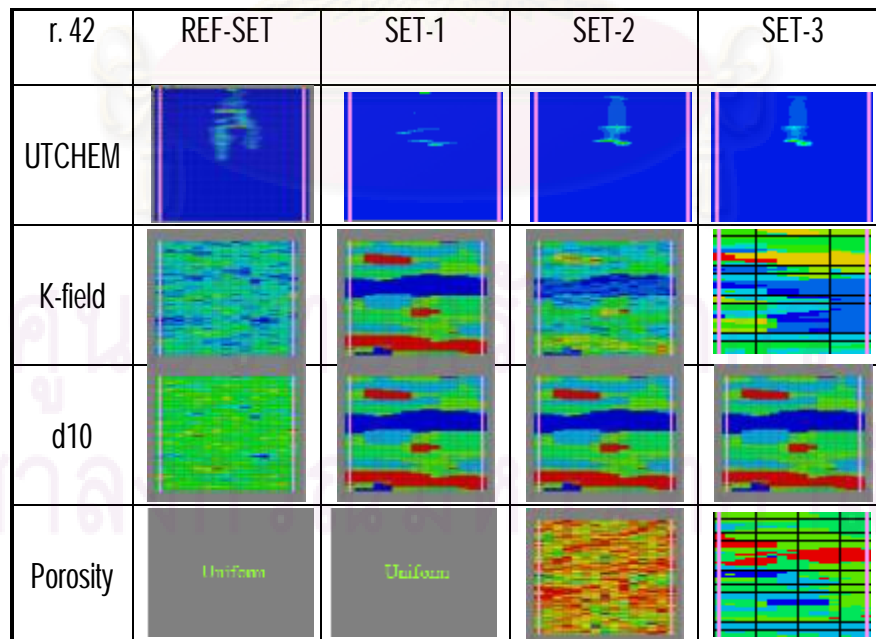 r. 42 REF-SET SET-1 SET-2 SET-3
UTCHEM
K-field
d10
Porosity Uniform Uniform